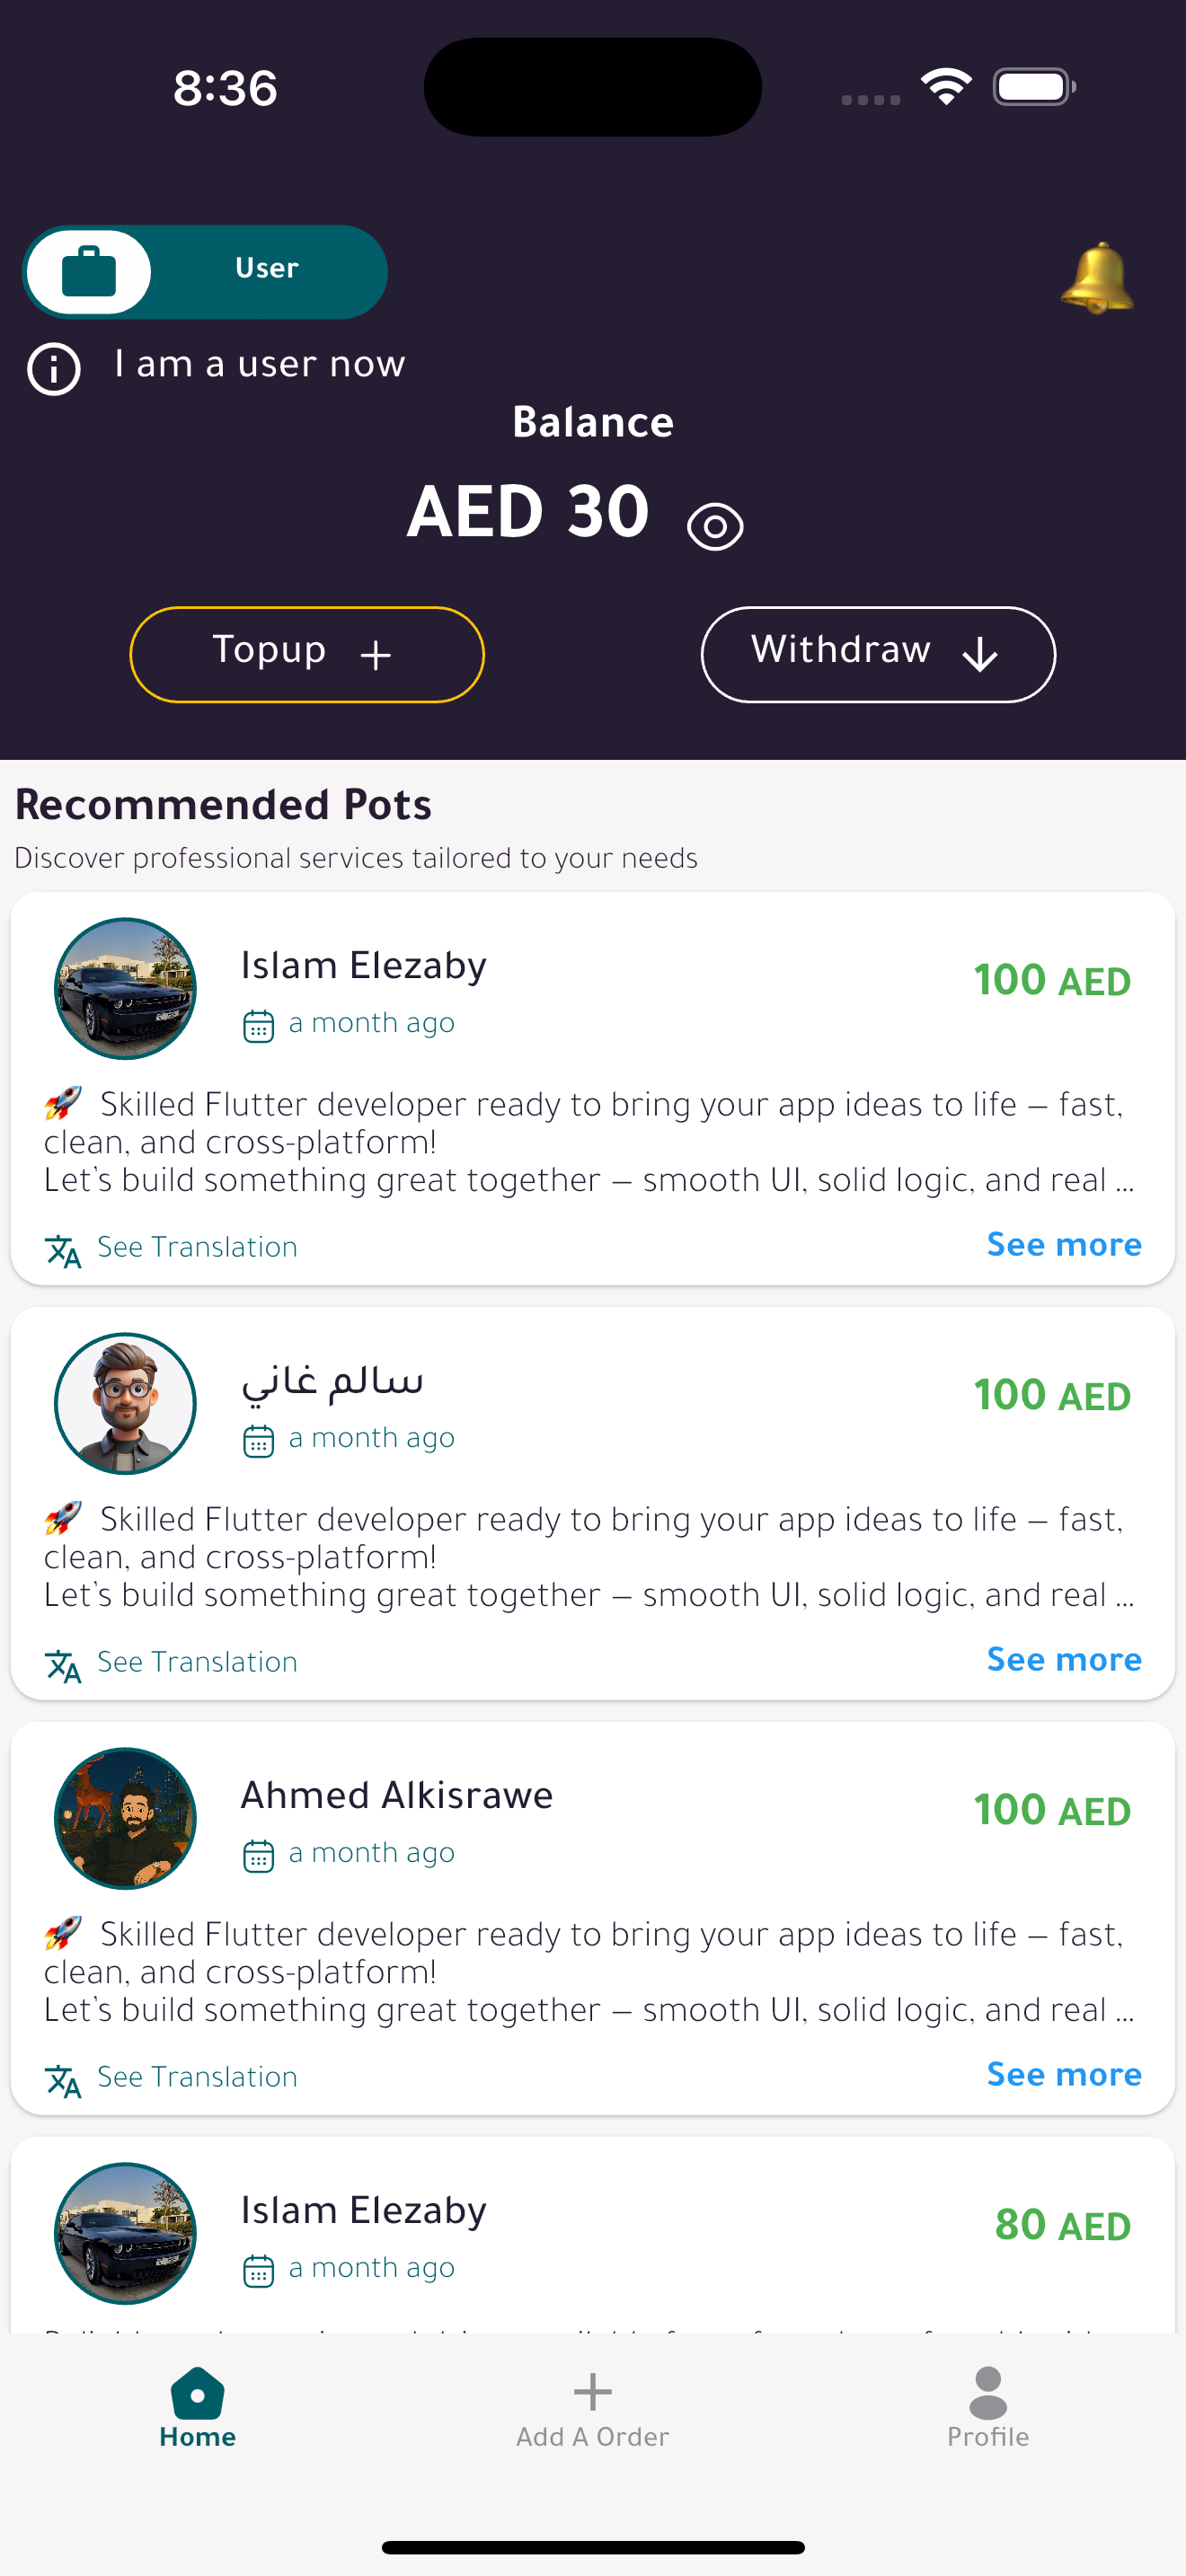 8:36
User
I am a user now
Balance
AED 30
Topup
Withdraw
Recommended Pots
Discover professional services tailored to your needs
Islam Elezaby
100 AED
a month ago
🚀 Skilled Flutter developer ready to bring your app ideas to life – fast,
clean, and cross-platform!
Let's build something great together – smooth UI, solid logic, and real ...
See Translation
See more
سالم غاني
100 AED
a month ago
🚀 Skilled Flutter developer ready to bring your app ideas to life – fast,
clean, and cross-platform!
Let's build something great together – smooth UI, solid logic, and real ...
See Translation
See more
Ahmed Alkisrawe
100 AED
a month ago
🚀 Skilled Flutter developer ready to bring your app ideas to life – fast,
clean, and cross-platform!
Let's build something great together – smooth UI, solid logic, and real ...
See Translation
See more
Islam Elezaby
80 AED
a month ago
Home
Add A Order
Profile